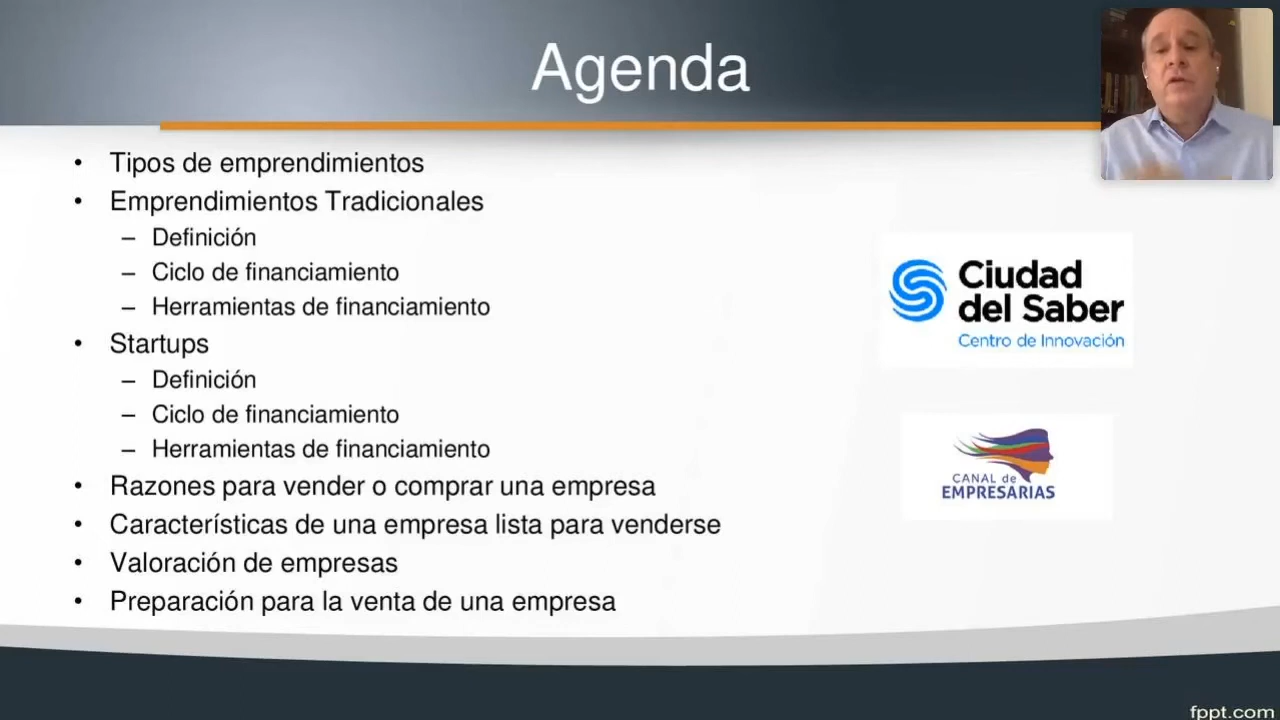 Agenda
• Tipos de emprendimientos
• Emprendimientos Tradicionales
– Definición
– Ciclo de financiamiento
– Herramientas de financiamiento
• Startups
– Definición
– Ciclo de financiamiento
– Herramientas de financiamiento
• Razones para vender o comprar una empresa
• Características de una empresa lista para venderse
• Valoración de empresas
• Preparación para la venta de una empresa
Ciudad
del Saber
Centro de Innovación
CANAL de
EMPRESARIAS
fppt.com